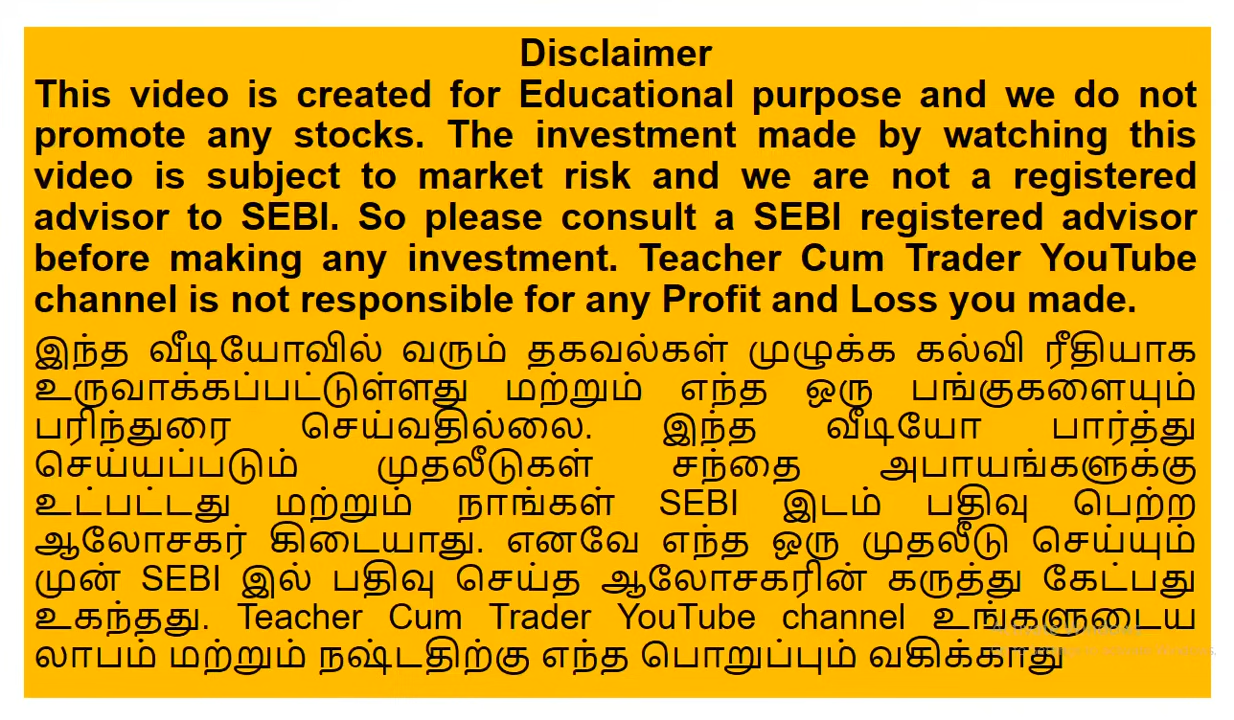 Disclaimer
This video is created for Educational purpose and we do not
promote any stocks. The investment made by watching this
video is subject to market risk and we are not a registered
advisor to SEBI. So please consult a SEBI registered advisor
before making any investment. Teacher Cum Trader YouTube
channel is not responsible for any Profit and Loss you made.
இந்த வீடியோவில் வரும் தகவல்கள் முழுக்க கல்வி ரீதியாக
உருவாக்கப்பட்டுள்ளது மற்றும் எந்த ஒரு பங்குகளையும்
பரிந்துரை செய்வதில்லை. இந்த வீடியோ பார்த்து
செய்யப்படும் முதலீடுகள் சந்தை அபாயங்களுக்கு
உட்பட்டது மற்றும் நாங்கள் SEBI இடம் பதிவு பெற்ற
ஆலோசகர் கிடையாது. எனவே எந்த ஒரு முதலீடு செய்யும்
முன் SEBI இல் பதிவு செய்த ஆலோசகரின் கருத்து கேட்பது
உகந்தது. Teacher Cum Trader YouTube channel உங்களுடைய
லாபம் மற்றும் நஷ்டதிற்கு எந்த பொறுப்பும் வகிக்காது